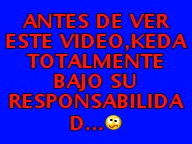 ANTES DE VER
ESTE VIDEO,KEDA
TOTALMENTE
BAJO SU
RESPONSABILIDA
D...